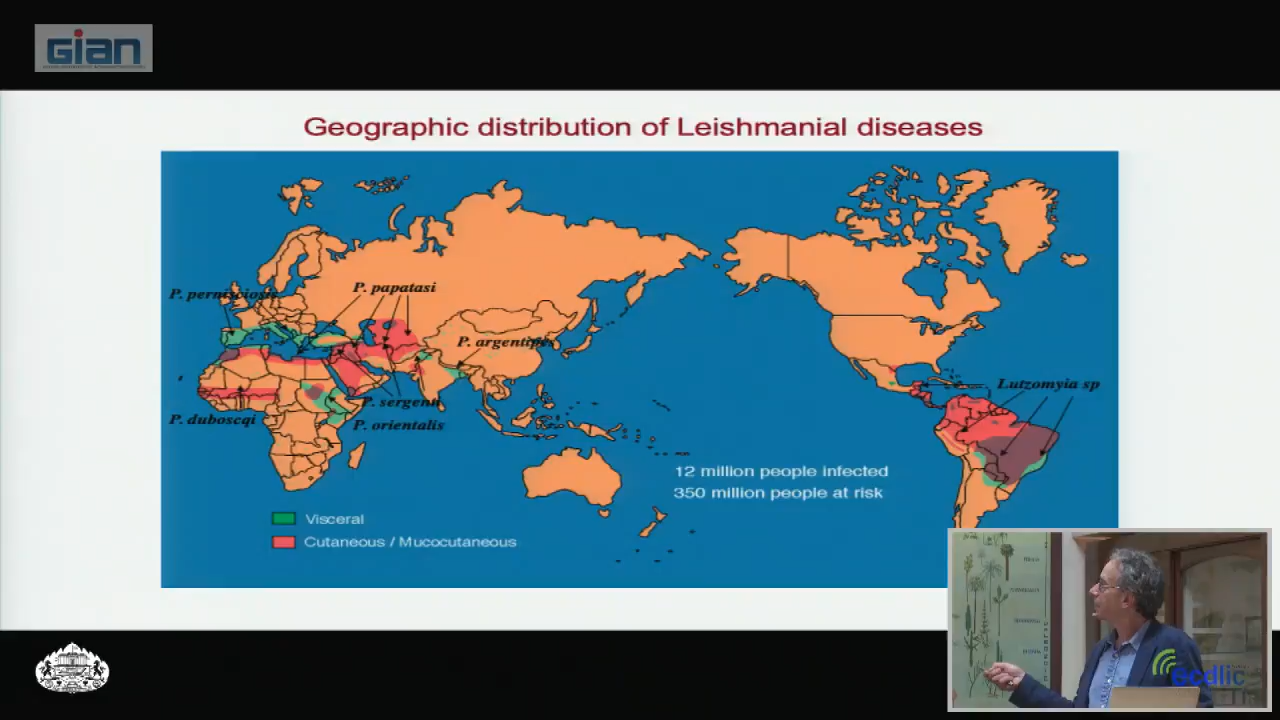 Gian
Geographic distribution of Leishmanial diseases
P. pernisciosis
P. papatasi
P. argentipes
Lutzomyia sp
P. sergenti
P. duboscqi
P. orientalis
12 million people infected
350 million people at risk
Visceral
Cutaneous / Mucocutaneous